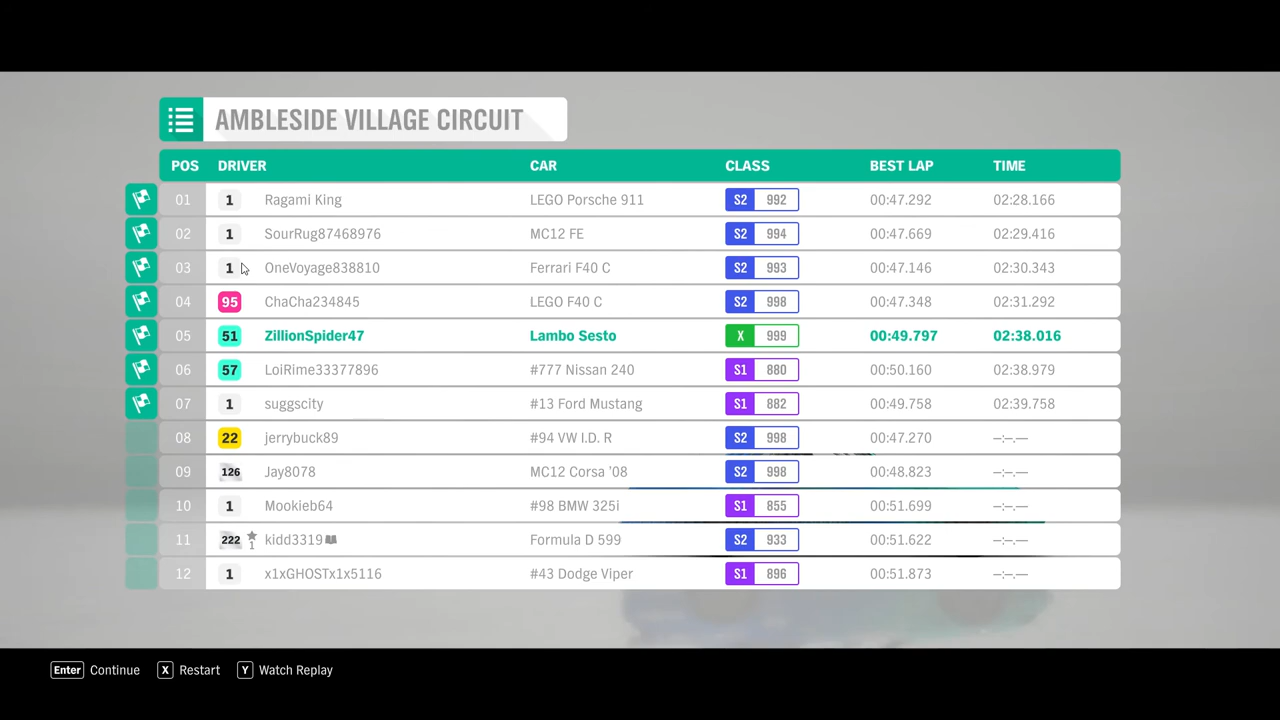 AMBLESIDE VILLAGE CIRCUIT
POS DRIVER CAR CLASS BEST LAP TIME
01 1 Ragami King LEGO Porsche 911 S2 992 00:47.292 02:28.166
02 1 SourRug87468976 MC12 FE S2 994 00:47.669 02:29.416
03 1 OneVoyage838810 Ferrari F40 C S2 993 00:47.146 02:30.343
04 95 ChaCha234845 LEGO F40 C S2 998 00:47.348 02:31.292
05 51 ZillionSpider47 Lambo Sesto X 999 00:49.797 02:38.016
06 57 LoiRime33377896 #777 Nissan 240 S1 880 00:50.160 02:38.979
07 1 suggscity #13 Ford Mustang S1 882 00:49.758 02:39.758
08 22 jerrybuck89 #94 VW I.D. R S2 998 00:47.270 --:--.---
09 126 Jay8078 MC12 Corsa '08 S2 998 00:48.823 --:--.---
10 1 Mookieb64 #98 BMW 325i S1 855 00:51.699 --:--.---
11 222 1 kidd3319 Formula D 599 S2 933 00:51.622 --:--.---
12 1 x1xGHOSTx1x5116 #43 Dodge Viper S1 896 00:51.873 --:--.---
Enter Continue X Restart Y Watch Replay